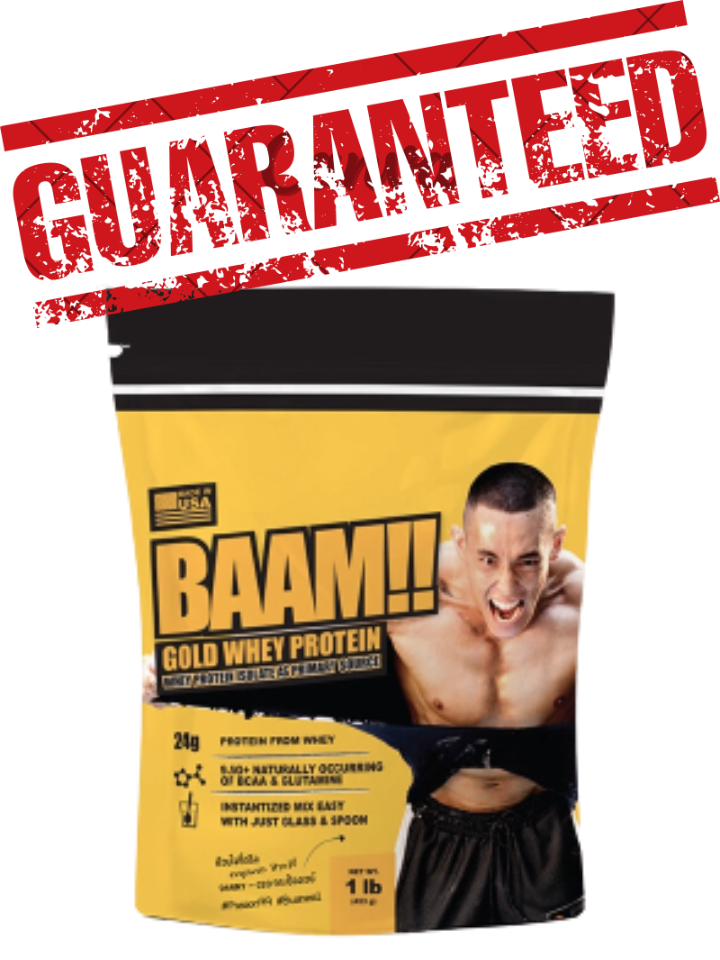 GUARANTEED
MADE IN
USA
BAAM!!
GOLD WHEY PROTEIN
WHEY PROTEIN ISOLATE AS PRIMARY SOURCE
24g PROTEIN FROM WHEY
NATURALLY OCCURRING
OF BCAA & GLUTAMINE
INSTANTIZED MIX EASY
WITH JUST GLASS & SPOON
NET WT.
1 lb